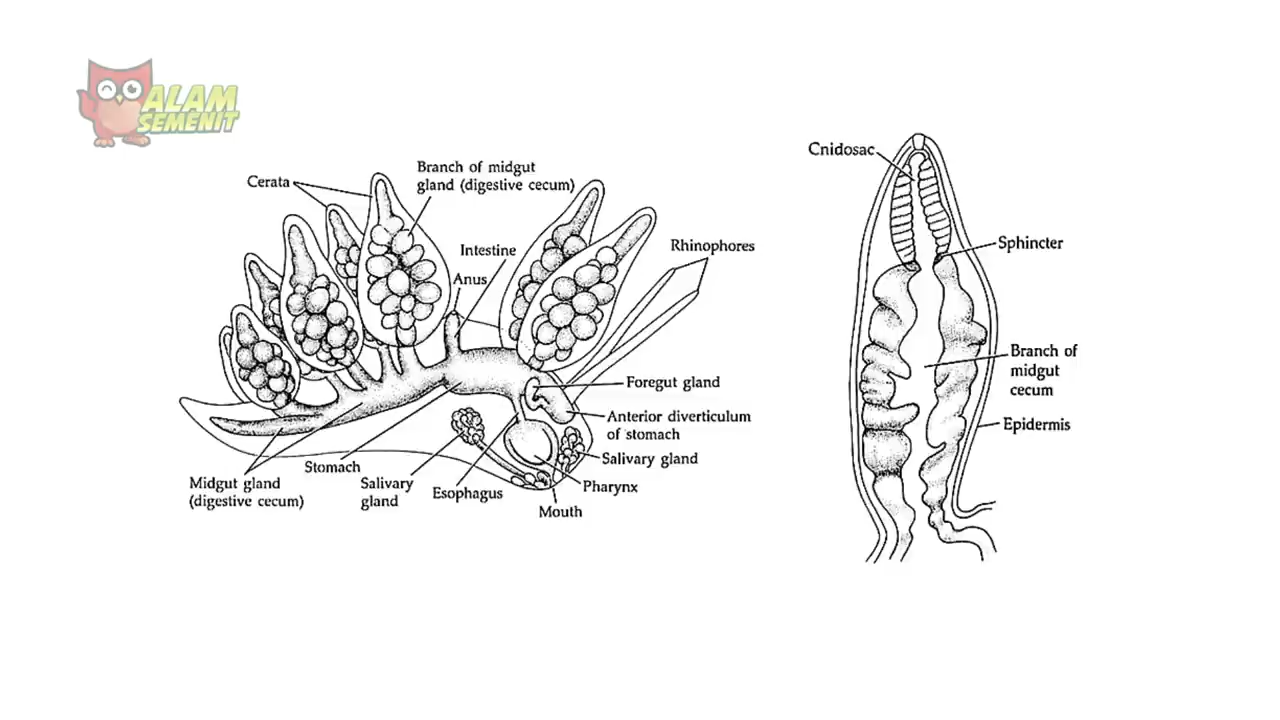 ALAM
SEMENIT
Cerata
Branch of midgut
gland (digestive cecum)
Intestine
Anus
Rhinophores
Foregut gland
Anterior diverticulum
of stomach
Salivary gland
Pharynx
Mouth
Esophagus
Salivary
gland
Stomach
Midgut gland
(digestive cecum)
Cnidosac
Sphincter
Branch of
midgut
cecum
Epidermis